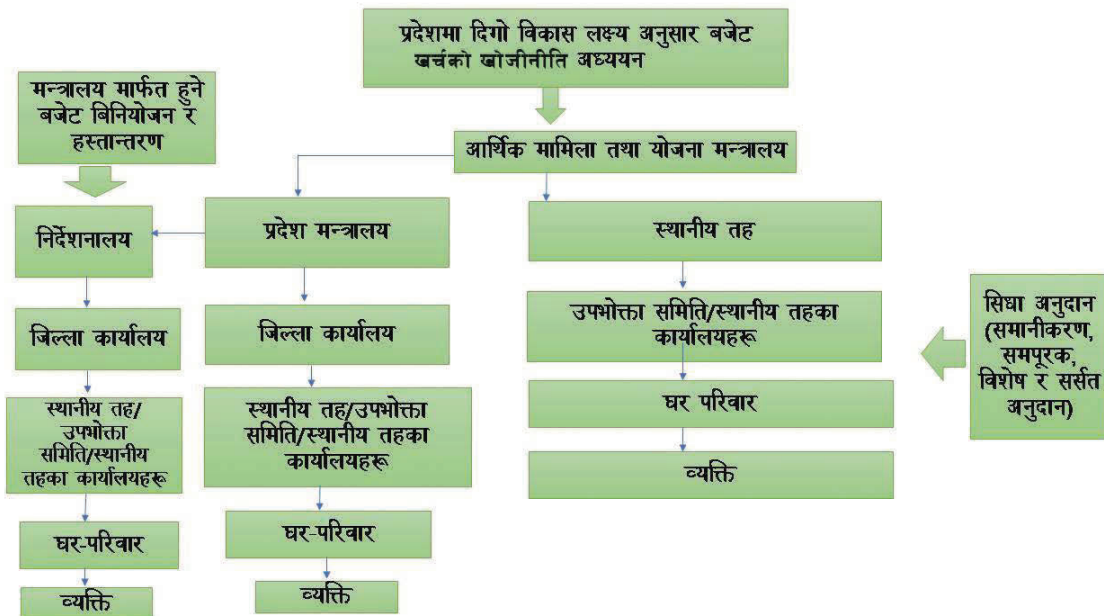 प्रदेशमा दिगो विकास लक्ष्य अनुसार बजेट
खर्चको खोजीनीति अध्ययन
मन्त्रालय मार्फत हुने
बजेट बिनियोजन र
हस्तान्तरण
आर्थिक मामिला तथा योजना मन्त्रालय
निर्देशनालय
प्रदेश मन्त्रालय
स्थानीय तह
जिल्ला कार्यालय
जिल्ला कार्यालय
उपभोक्ता समिति/स्थानीय तहका
कार्यालयहरू
सिधा अनुदान
(समानीकरण,
समपूरक,
विशेष र सर्सत
अनुदान)
स्थानीय तह/
उपभोक्ता
समिति/स्थानीय
तहका कार्यालयहरू
स्थानीय तह/उपभोक्ता
समिति/स्थानीय तहका
कार्यालयहरू
घर परिवार
व्यक्ति
घर-परिवार
घर-परिवार
व्यक्ति
व्यक्ति